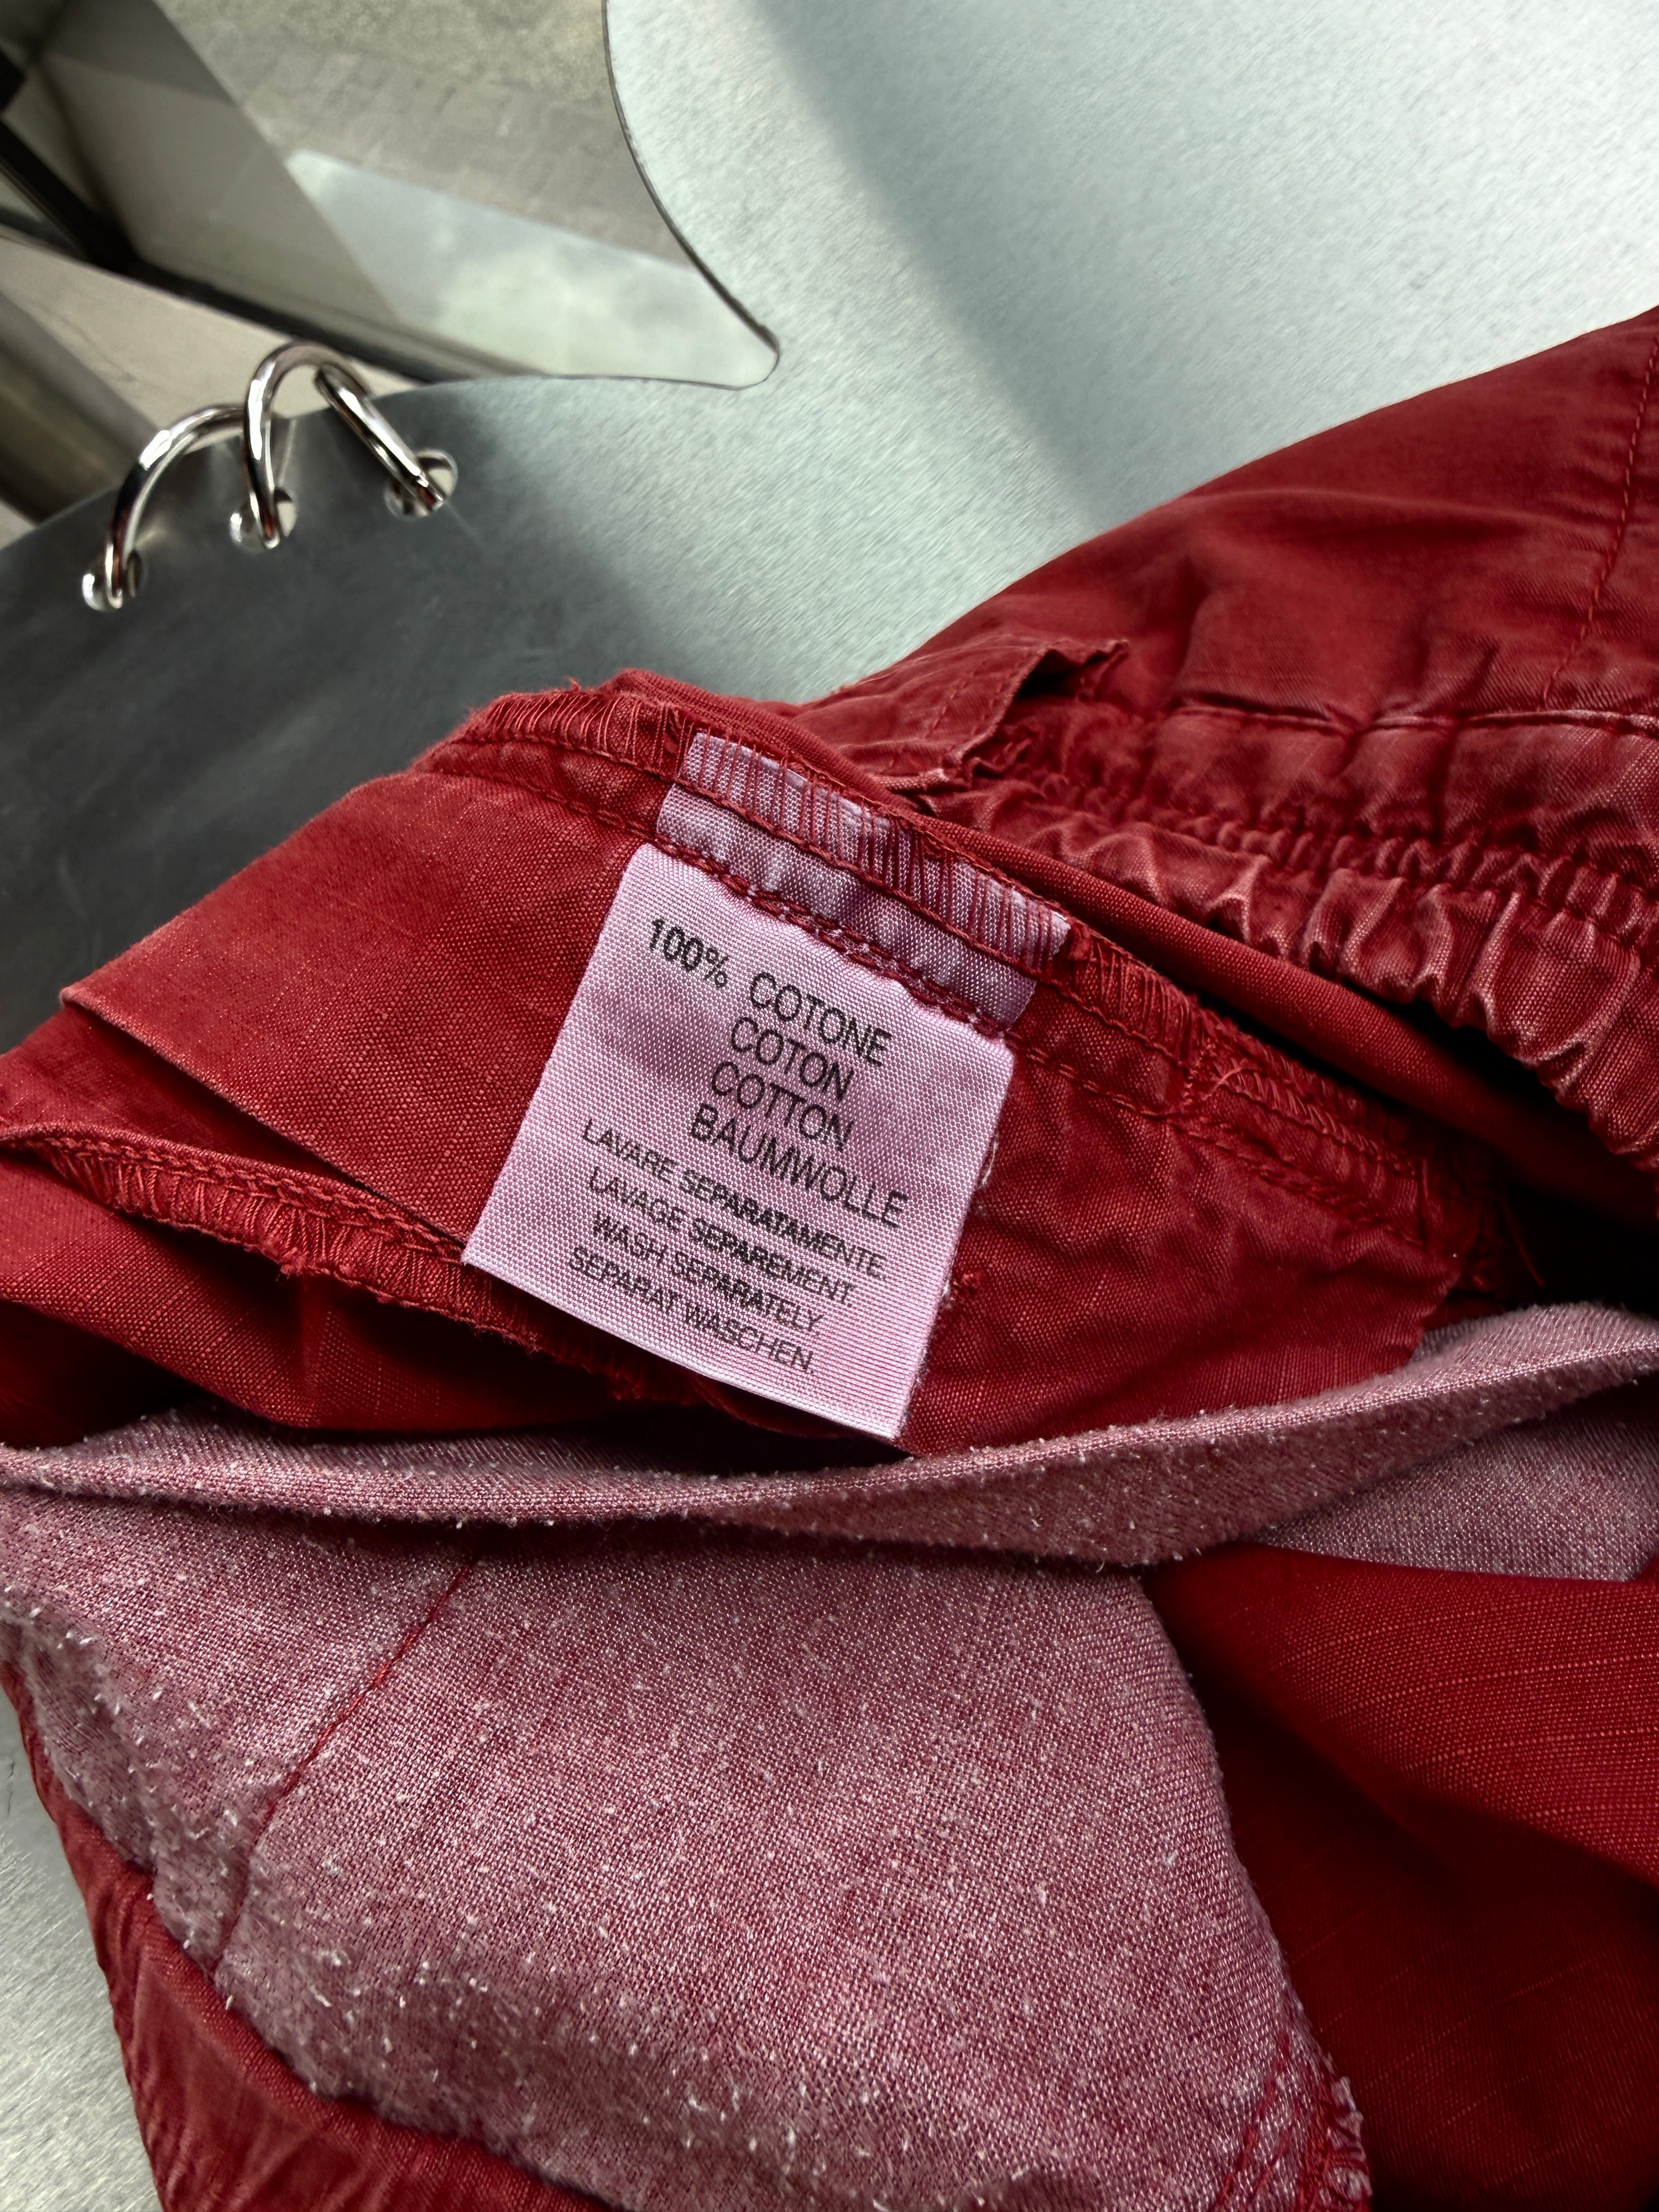 100% COTONE
COTON
COTTON
BAUMWOLLE
LAVARE SEPARATAMENTE.
LAVAGE SEPAREMENT.
WASH SEPARATELY.
SEPARAT WASCHEN.